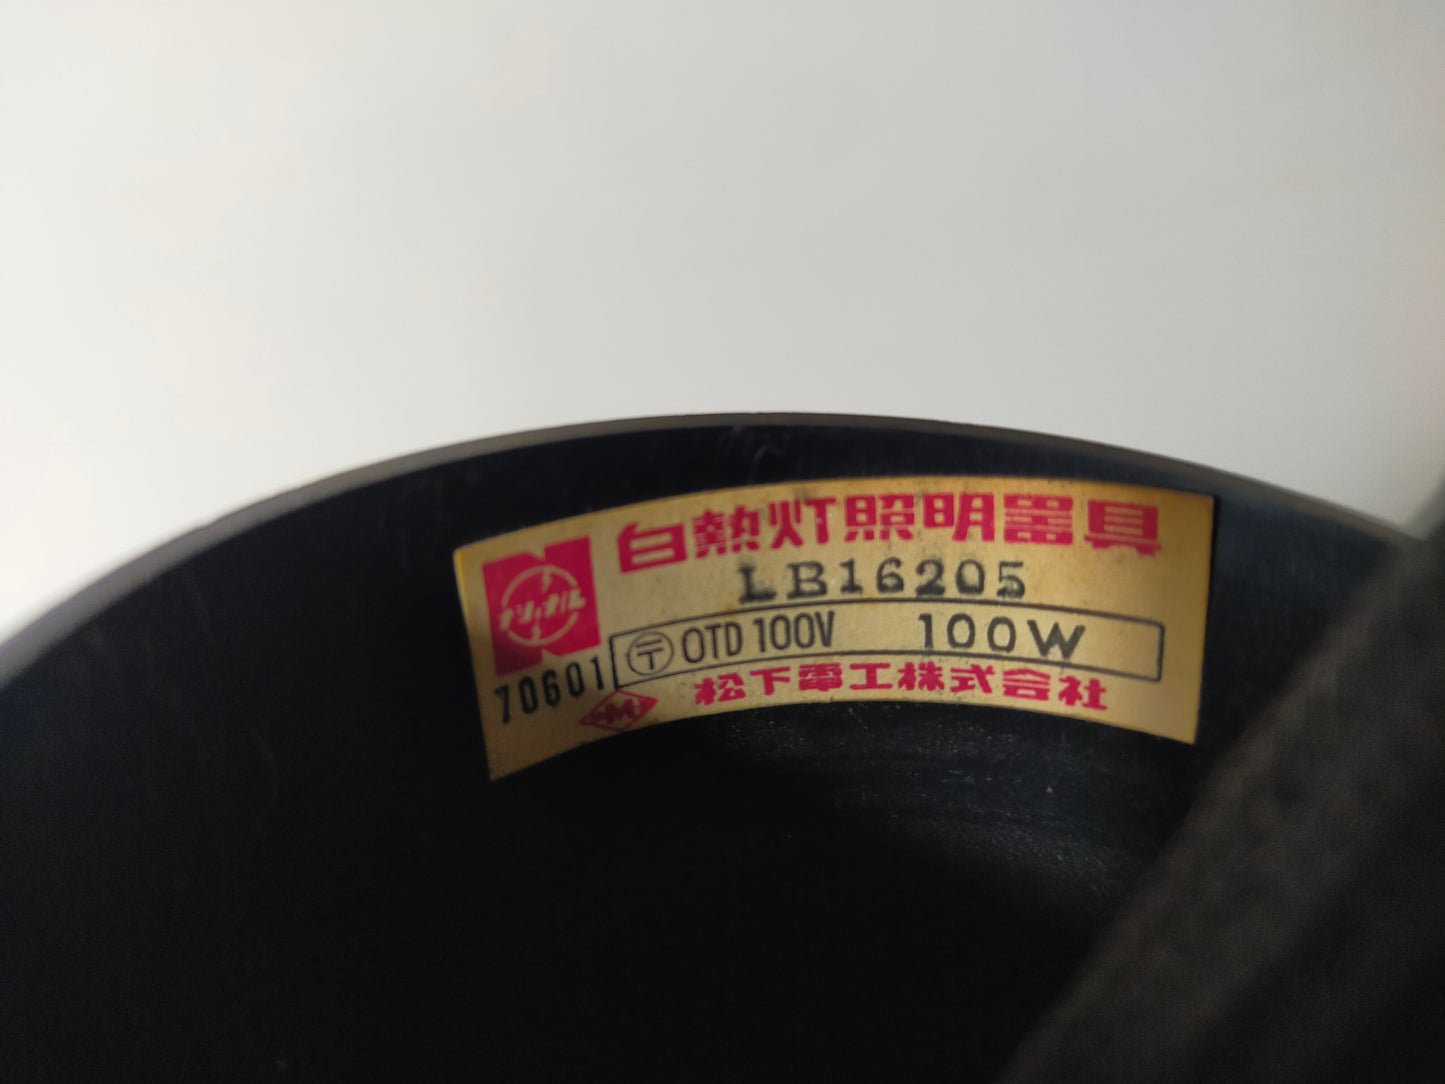 白熱灯照明器具
ナショナル
LB16205
〒 OTD 100V 100W
70601
M 松下電工株式会社